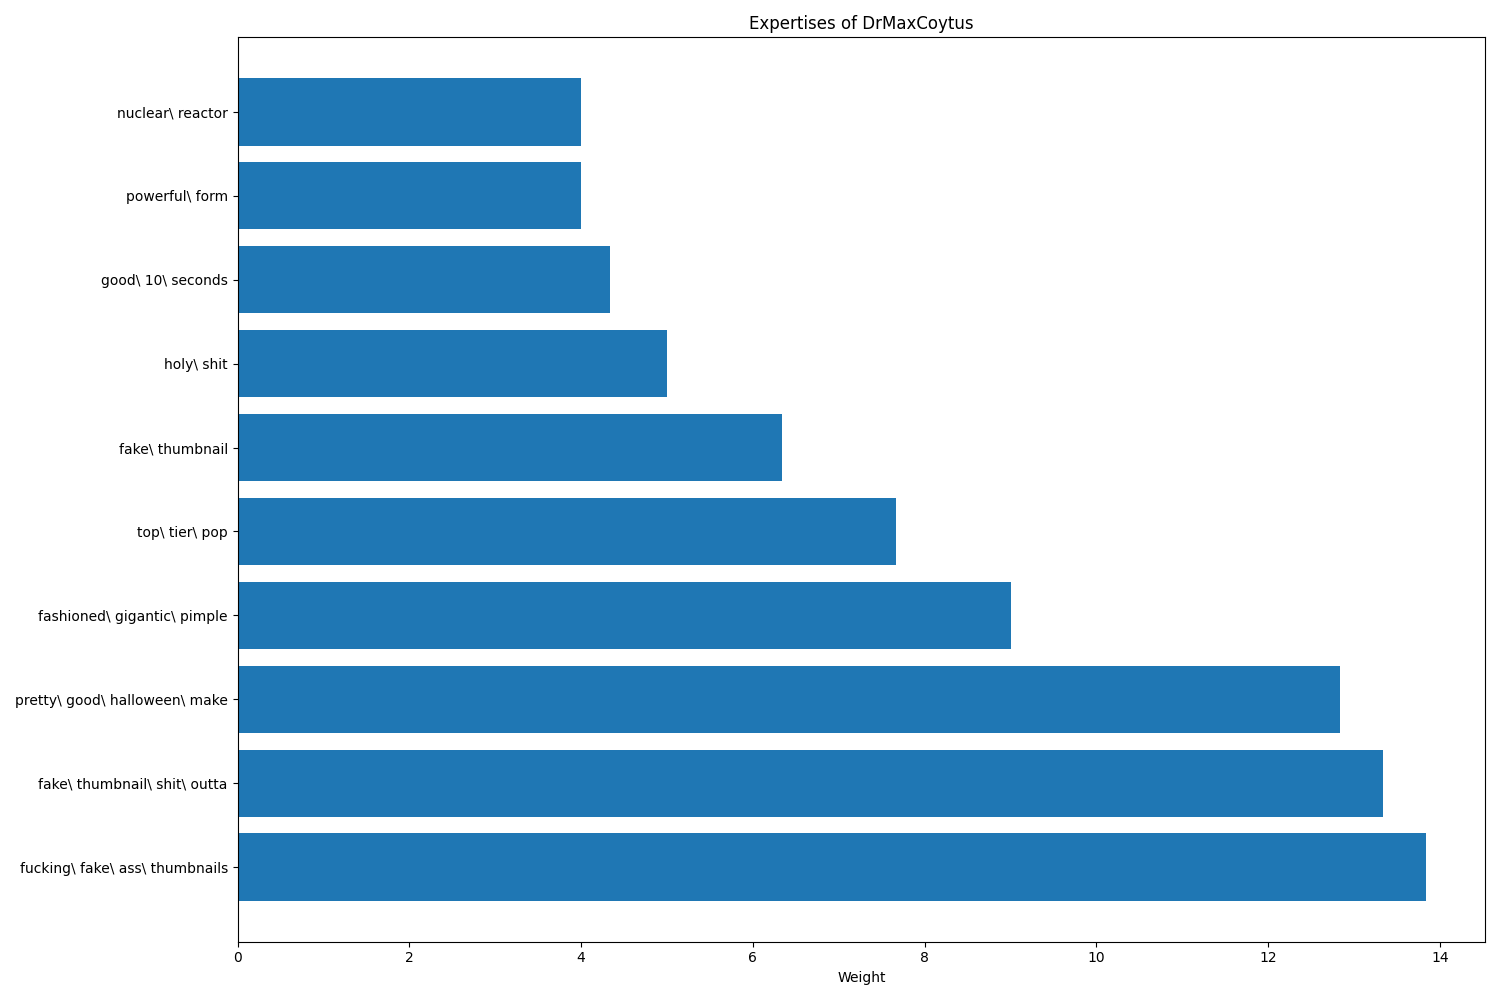 Expertises of DrMaxCoytus
nuclear\ reactor
powerful\ form
good\ 10\ seconds
holy\ shit
fake\ thumbnail
top\ tier\ pop
fashioned\ gigantic\ pimple
pretty\ good\ halloween\ make
fake\ thumbnail\ shit\ outta
fucking\ fake\ ass\ thumbnails
0 2 4 6 8 10 12 14
Weight